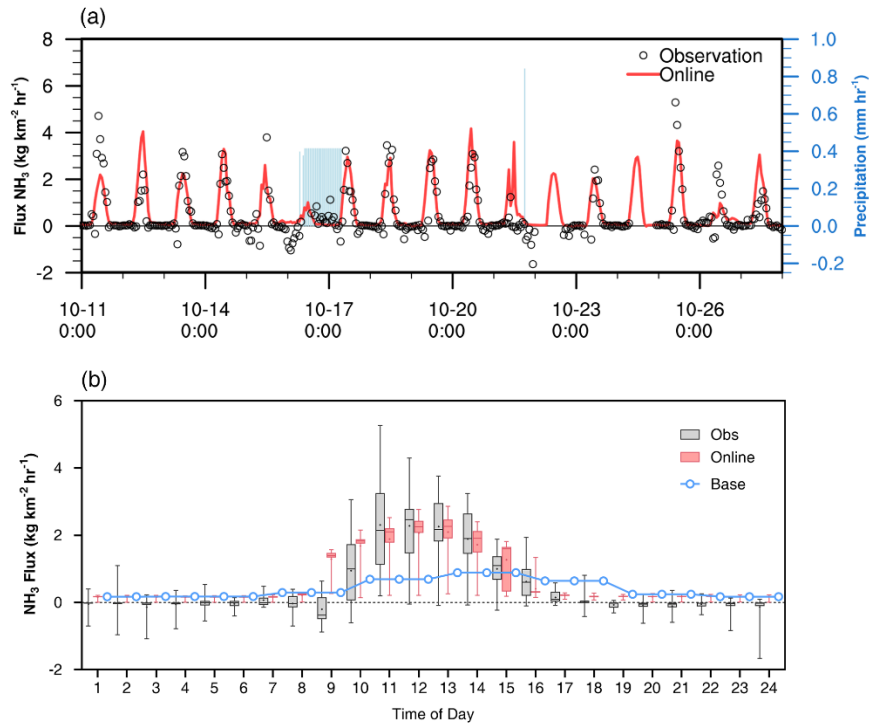 (a)
Flux NH₃ (kg km⁻² hr⁻¹)
8
6
4
2
0
-2
Observation
Online
1.0
0.8
0.6
0.4
0.2
0.0
-0.2
Precipitation (mm hr⁻¹)
10-11 10-14 10-17 10-20 10-23 10-26
0:00 0:00 0:00 0:00 0:00 0:00
(b)
NH₃ Flux (kg km⁻² hr⁻¹)
6
4
2
0
-2
Obs
Online
Base
1 2 3 4 5 6 7 8 9 10 11 12 13 14 15 16 17 18 19 20 21 22 23 24
Time of Day